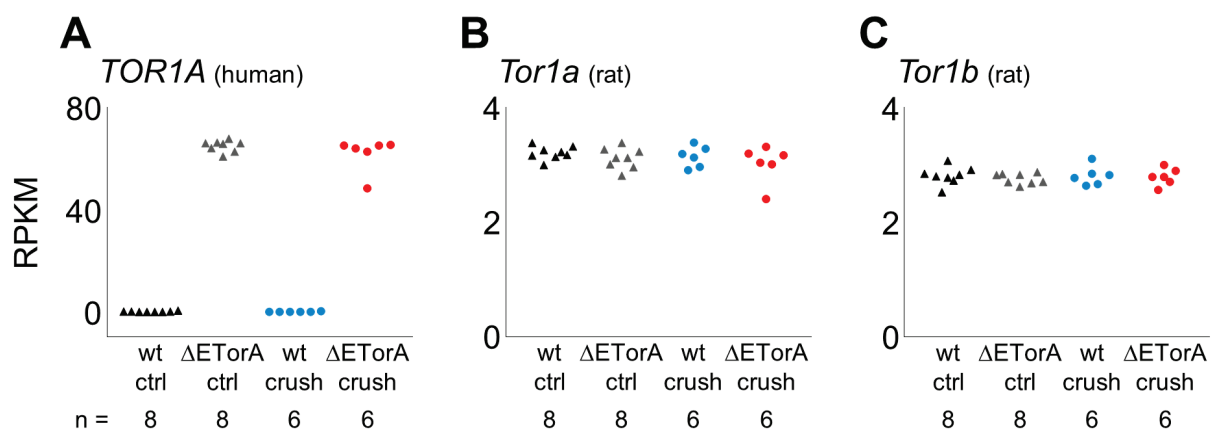 A B C
TOR1A (human) Tor1a (rat) Tor1b (rat)
RPKM
80 4 4
40 2 2
0 0 0
wt ΔETorA wt ΔETorA wt ΔETorA wt ΔETorA wt ΔETorA wt ΔETorA
ctrl ctrl crush crush ctrl ctrl crush crush ctrl ctrl crush crush
n = 8 8 6 6 8 8 6 6 8 8 6 6